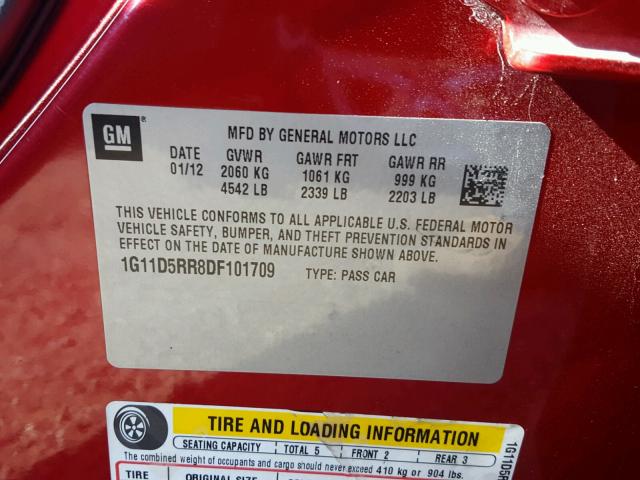 GM
MFD BY GENERAL MOTORS LLC
DATE GVWR GAWR FRT GAWR RR
01/12 2060 KG 1061 KG 999 KG
4542 LB 2339 LB 2203 LB
THIS VEHICLE CONFORMS TO ALL APPLICABLE U.S. FEDERAL MOTOR
VEHICLE SAFETY, BUMPER, AND THEFT PREVENTION STANDARDS IN
EFFECT ON THE DATE OF MANUFACTURE SHOWN ABOVE.
1G11D5RR8DF101709 TYPE: PASS CAR
TIRE AND LOADING INFORMATION
SEATING CAPACITY TOTAL 5 FRONT 2 REAR 3
The combined weight of occupants and cargo should never exceed 410 kg or 904 lbs.
TIRE ORIGINAL SIZE
1G11D5R